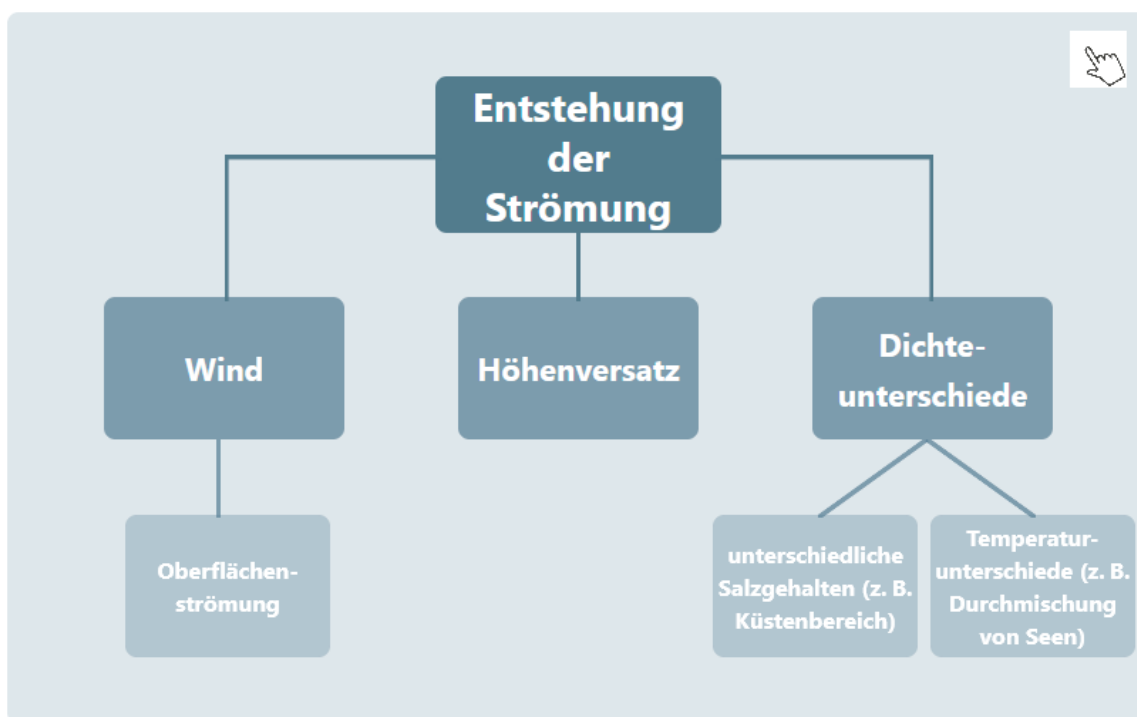 Entstehung
der
Strömung
Wind
Höhenversatz
Dichte-
unterschiede
Oberflächen-
strömung
unterschiedliche
Salzgehalten (z. B.
Küstenbereich)
Temperatur-
unterschiede (z. B.
Durchmischung
von Seen)